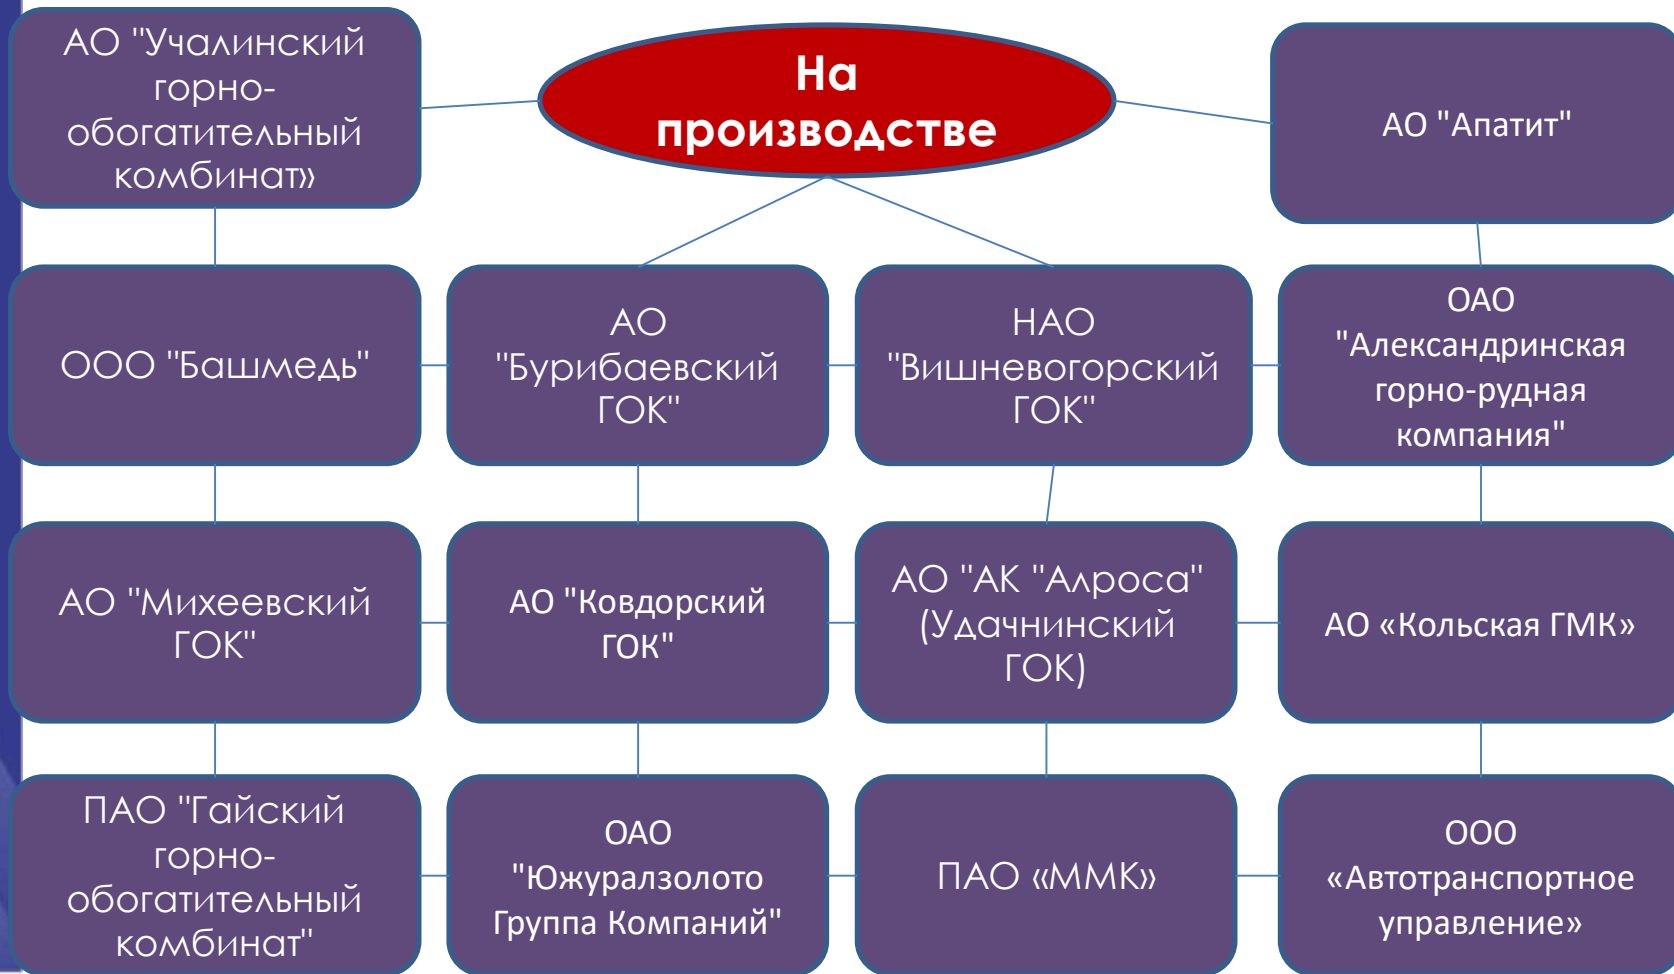 АО "Учалинский
горно-
обогатительный
комбинат»
На
производстве
АО "Апатит"
ООО "Башмедь"
АО
"Бурибаевский
ГОК"
НАО
"Вишневогорский
ГОК"
ОАО
"Александринская
горно-рудная
компания"
АО "Михеевский
ГОК"
АО "Ковдорский
ГОК"
АО "АК "Алроса"
(Удачнинский
ГОК)
АО «Кольская ГМК»
ПАО "Гайский
горно-
обогатительный
комбинат"
ОАО
"Южуралзолото
Группа Компаний"
ПАО «ММК»
ООО
«Автотранспортное
управление»